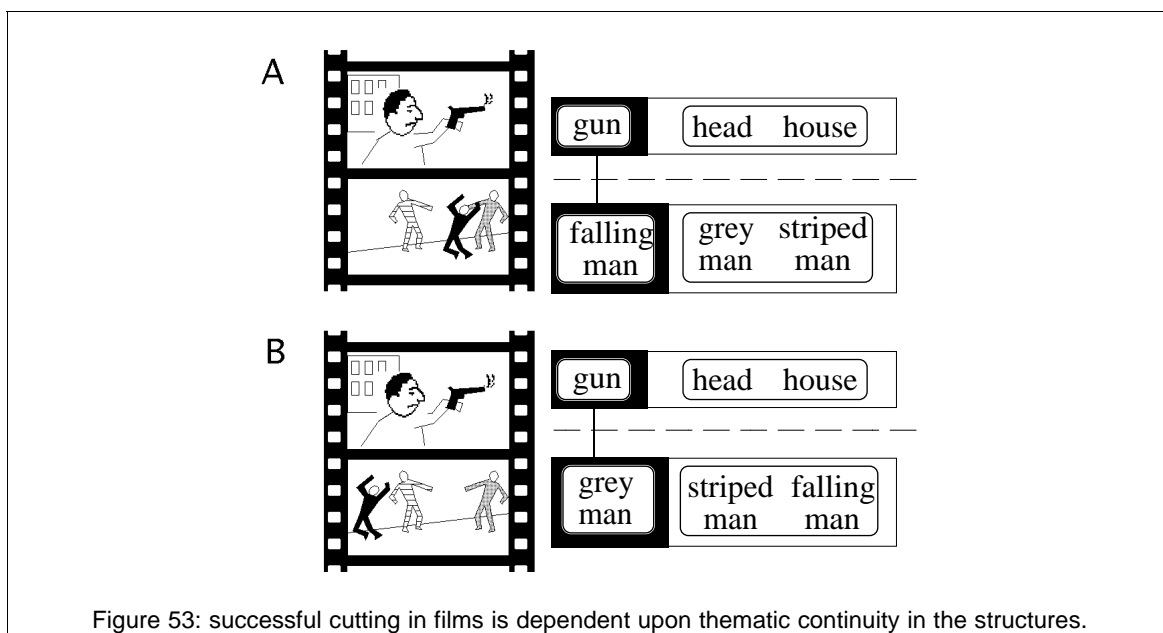 A
gun
head house
falling
man
grey striped
man man
B
gun
head house
grey
man
striped falling
man man
Figure 53: successful cutting in films is dependent upon thematic continuity in the structures.